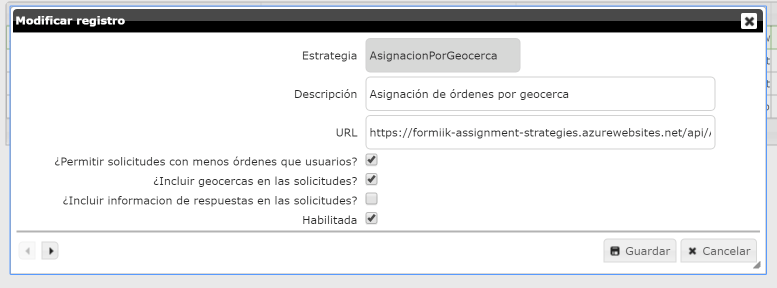 Modificar registro
Estrategia AsignacionPorGeocerca
Descripción Asignación de órdenes por geocerca
URL https://formiik-assignment-strategies.azurewebsites.net/api/
¿Permitir solicitudes con menos órdenes que usuarios?
¿Incluir geocercas en las solicitudes?
¿Incluir informacion de respuestas en las solicitudes?
Habilitada
Guardar Cancelar